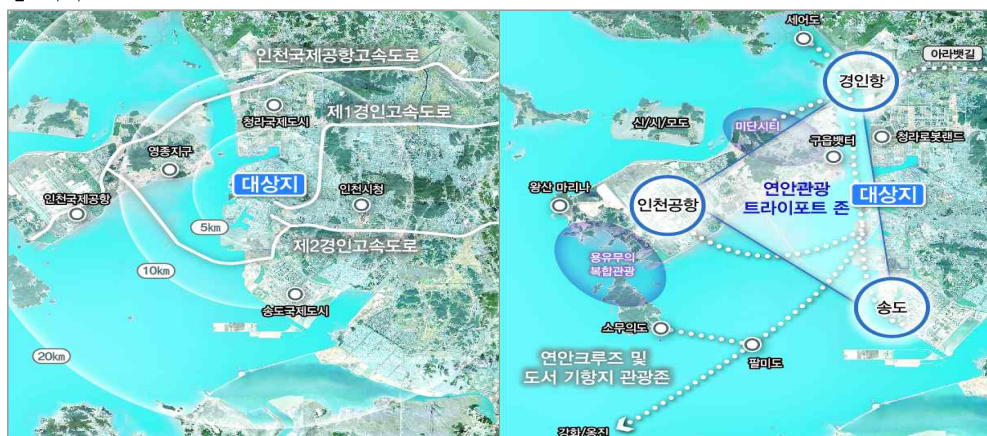 인천국제공항고속도로
제1경인고속도로
청라국제도시
영종지구
대상지
인천시청
인천국제공항
5km
제2경인고속도로
10km
송도국제도시
20km
세어도
아라뱃길
경인항
신/시/모도
미단시티
구읍뱃터
청라로봇랜드
왕산 마리나
인천공항
연안관광
트라이포트 존
대상지
용유무의
복합관광
송도
소무의도
팔미도
연안크루즈 및
도서 기항지 관광존
강화/옹진